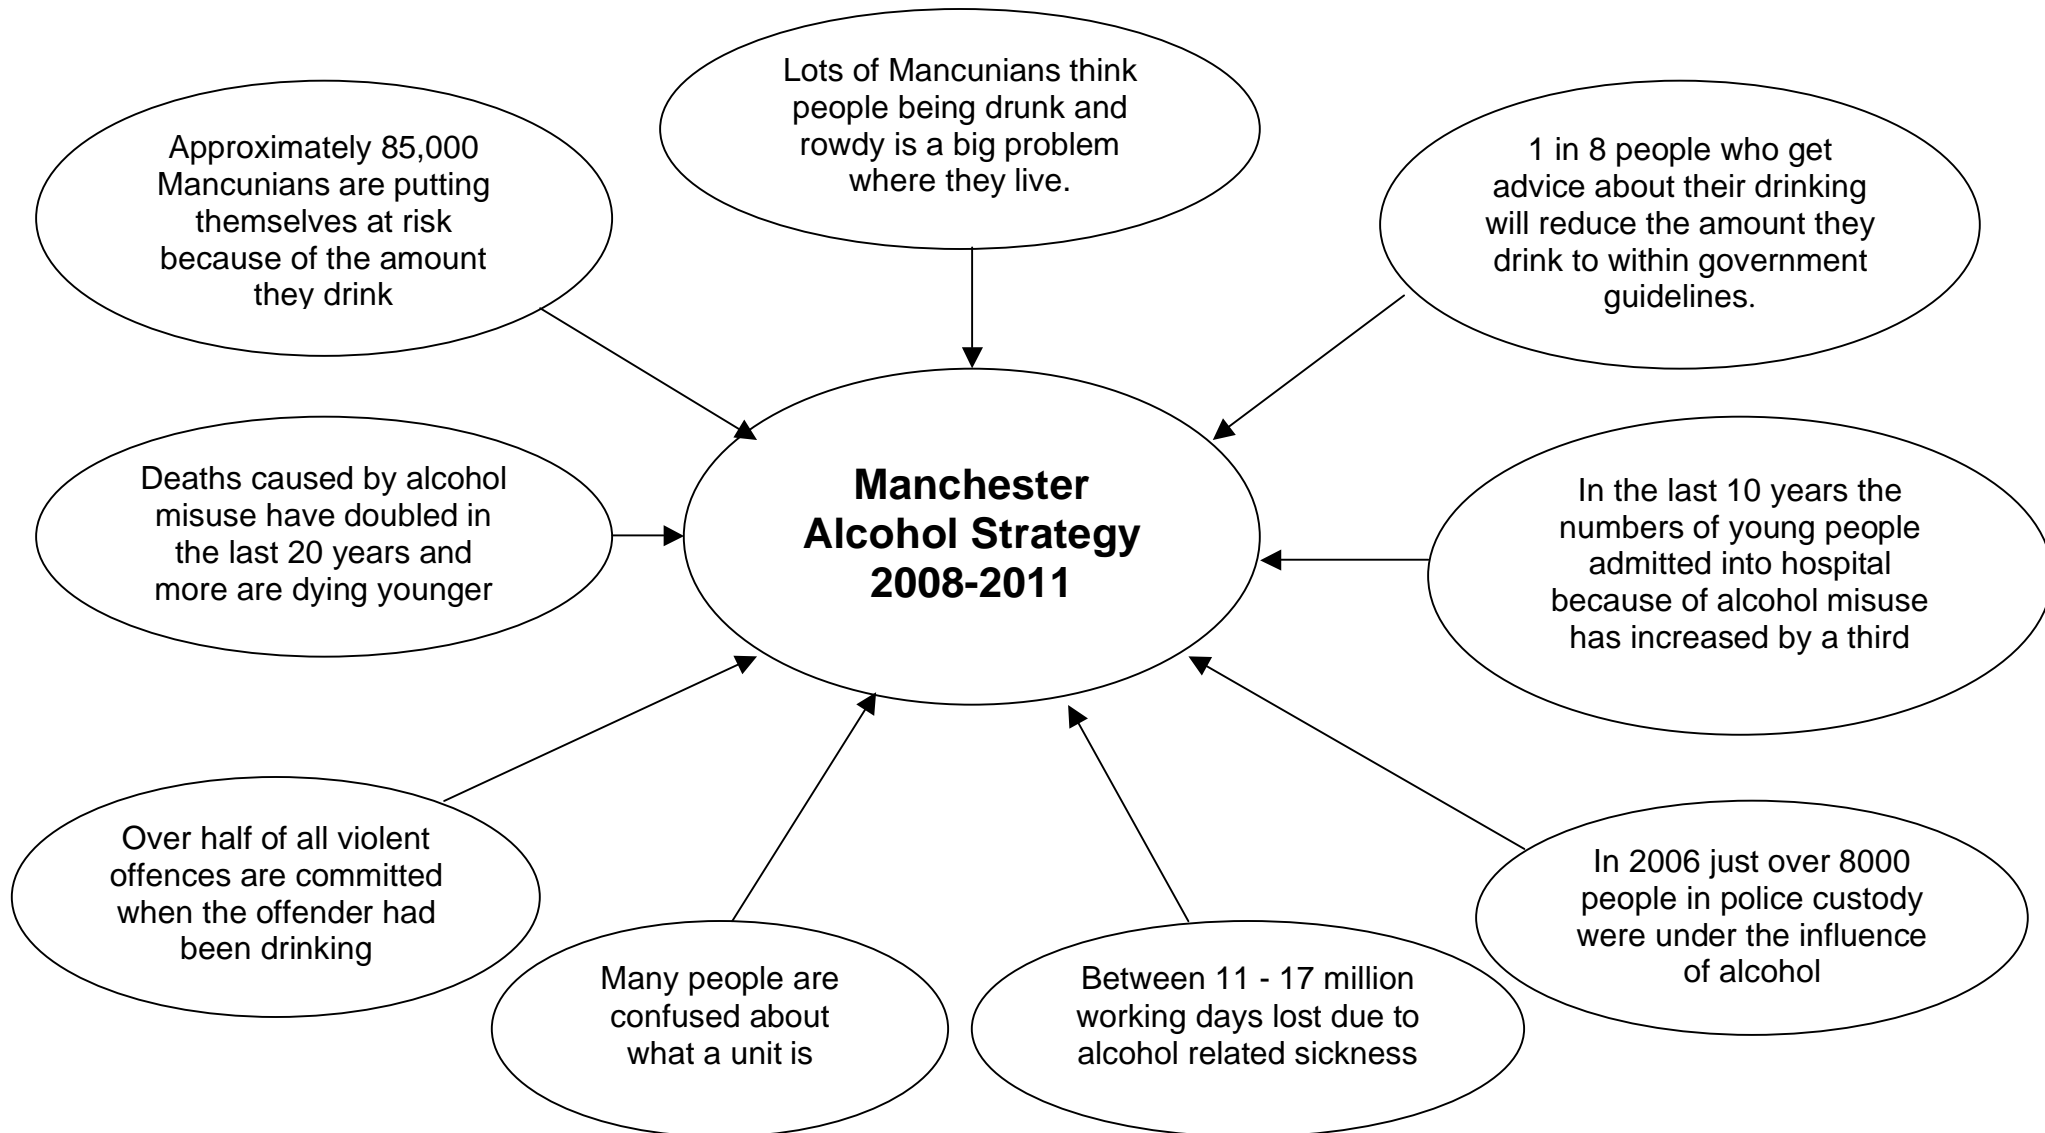 Lots of Mancunians think
people being drunk and
rowdy is a big problem
where they live.
Approximately 85,000
Mancunians are putting
themselves at risk
because of the amount
they drink
1 in 8 people who get
advice about their drinking
will reduce the amount they
drink to within government
guidelines.
Deaths caused by alcohol
misuse have doubled in
the last 20 years and
more are dying younger
Manchester
Alcohol Strategy
2008-2011
In the last 10 years the
numbers of young people
admitted into hospital
because of alcohol misuse
has increased by a third
Over half of all violent
offences are committed
when the offender had
been drinking
Many people are
confused about
what a unit is
Between 11 - 17 million
working days lost due to
alcohol related sickness
In 2006 just over 8000
people in police custody
were under the influence
of alcohol